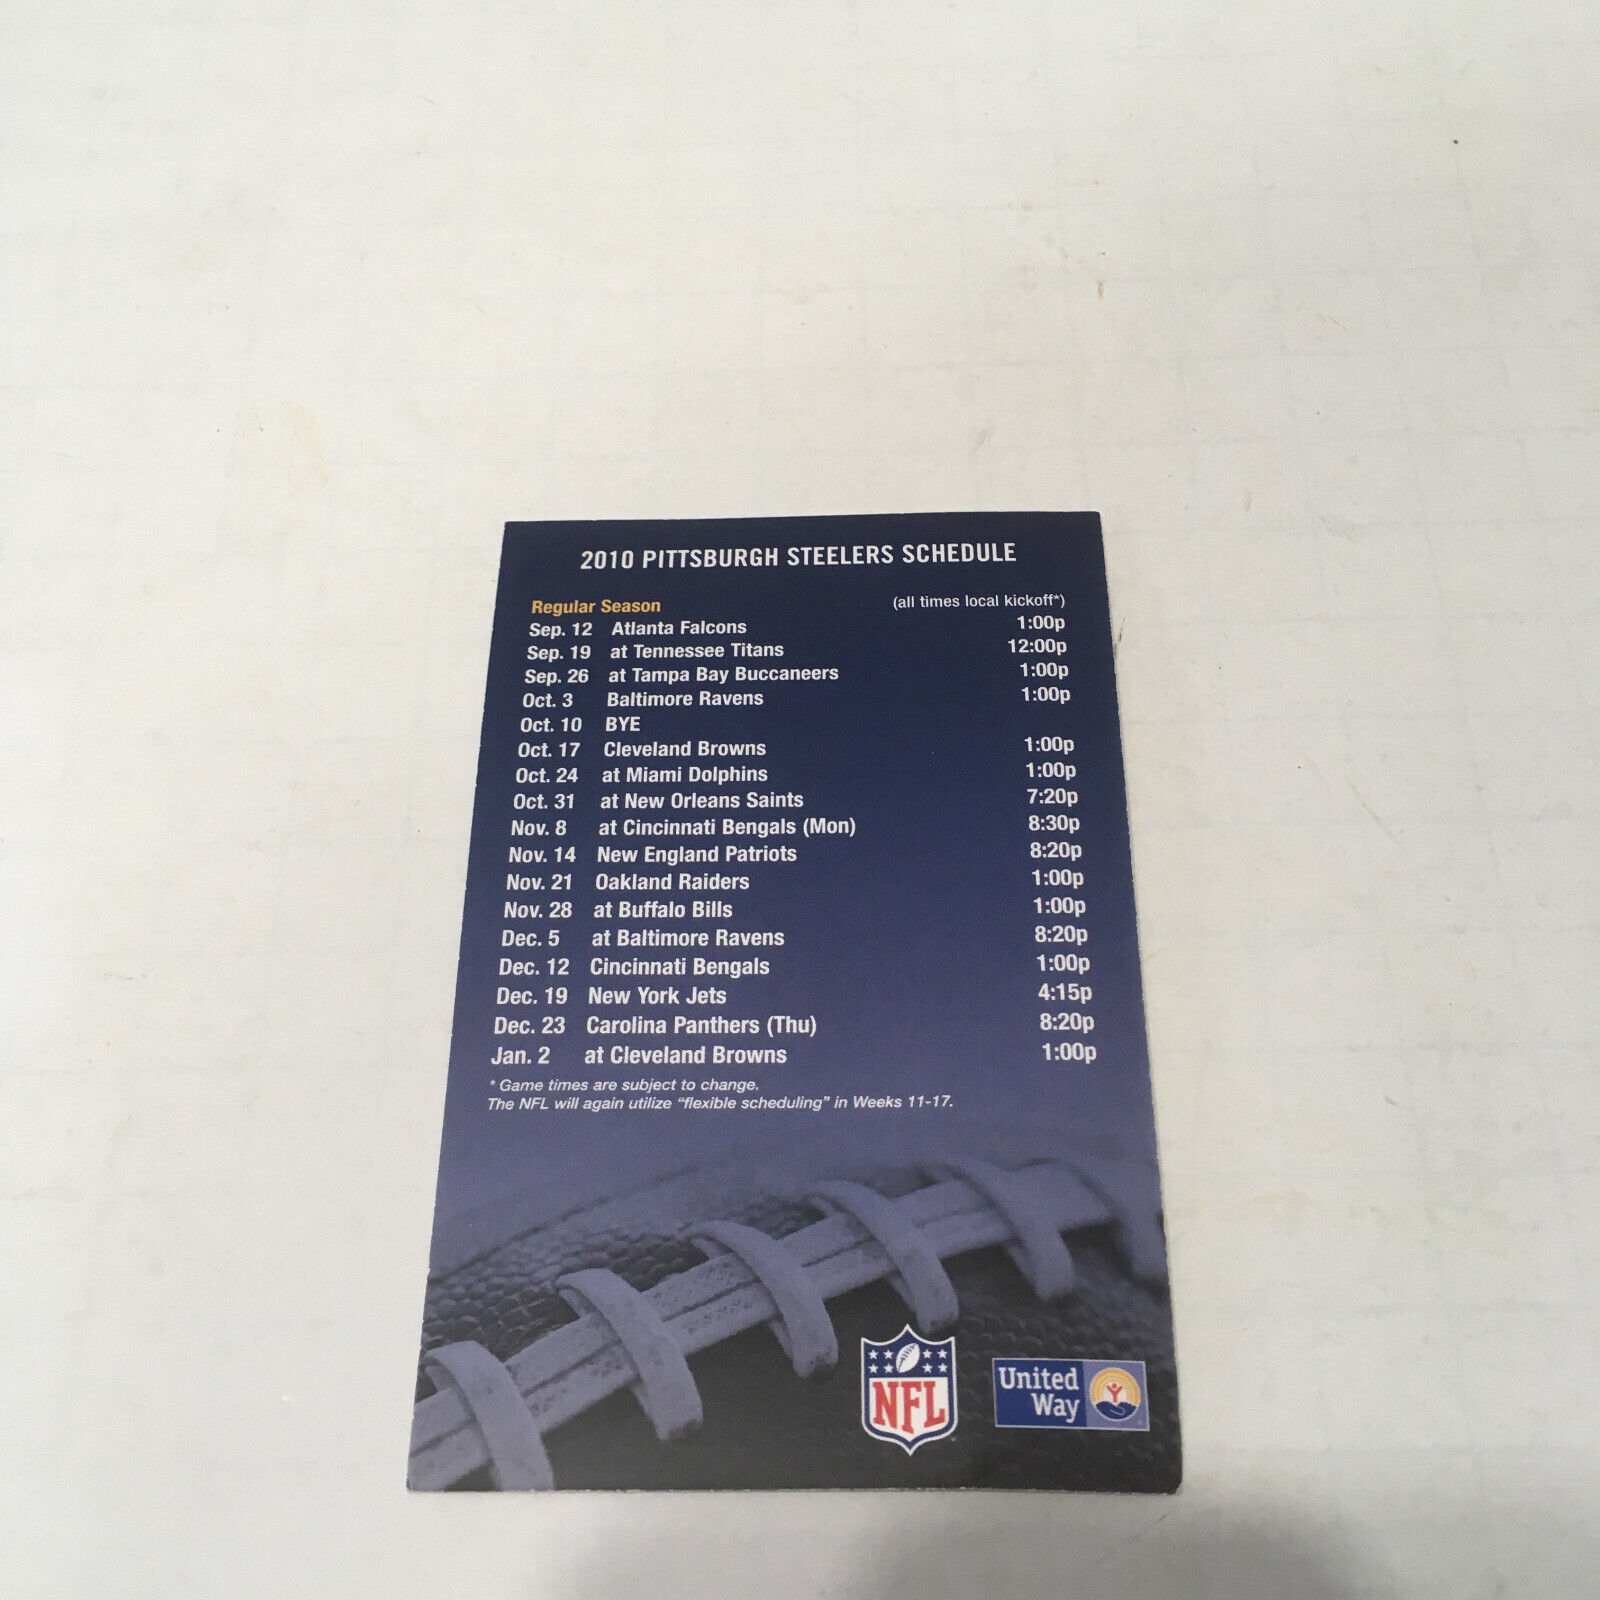 2010 PITTSBURGH STEELERS SCHEDULE
Regular Season (all times local kickoff*)
Sep. 12 Atlanta Falcons 1:00p
Sep. 19 at Tennessee Titans 12:00p
Sep. 26 at Tampa Bay Buccaneers 1:00p
Oct. 3 Baltimore Ravens 1:00p
Oct. 10 BYE
Oct. 17 Cleveland Browns 1:00p
Oct. 24 at Miami Dolphins 1:00p
Oct. 31 at New Orleans Saints 7:20p
Nov. 8 at Cincinnati Bengals (Mon) 8:30p
Nov. 14 New England Patriots 8:20p
Nov. 21 Oakland Raiders 1:00p
Nov. 28 at Buffalo Bills 1:00p
Dec. 5 at Baltimore Ravens 8:20p
Dec. 12 Cincinnati Bengals 1:00p
Dec. 19 New York Jets 4:15p
Dec. 23 Carolina Panthers (Thu) 8:20p
Jan. 2 at Cleveland Browns 1:00p
* Game times are subject to change.
The NFL will again utilize “flexible scheduling” in Weeks 11-17.
NFL
United
Way